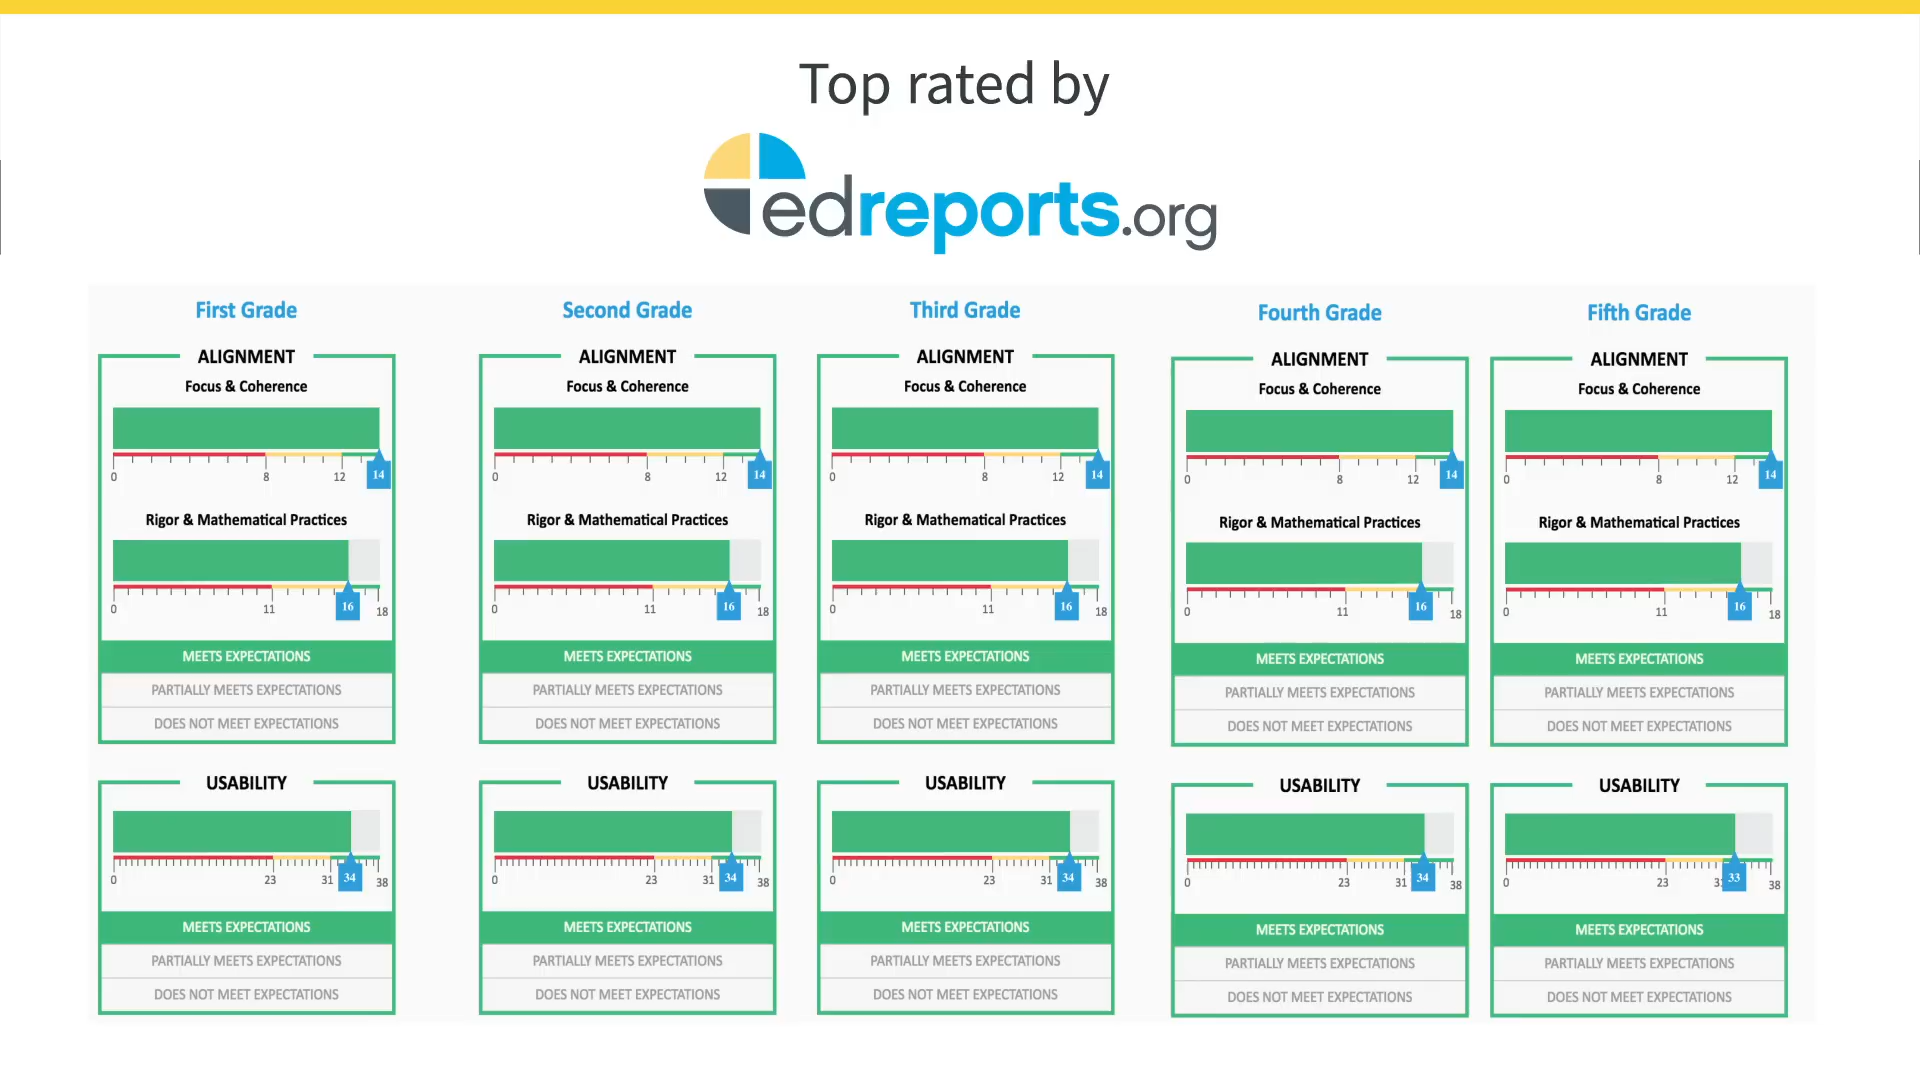 Top rated by
edreports.org
First Grade
ALIGNMENT
Focus & Coherence
0 8 12 14
Rigor & Mathematical Practices
0 11 16 18
MEETS EXPECTATIONS
PARTIALLY MEETS EXPECTATIONS
DOES NOT MEET EXPECTATIONS
USABILITY
0 23 31 34 38
MEETS EXPECTATIONS
PARTIALLY MEETS EXPECTATIONS
DOES NOT MEET EXPECTATIONS
Second Grade
ALIGNMENT
Focus & Coherence
0 8 12 14
Rigor & Mathematical Practices
0 11 16 18
MEETS EXPECTATIONS
PARTIALLY MEETS EXPECTATIONS
DOES NOT MEET EXPECTATIONS
USABILITY
0 23 31 34 38
MEETS EXPECTATIONS
PARTIALLY MEETS EXPECTATIONS
DOES NOT MEET EXPECTATIONS
Third Grade
ALIGNMENT
Focus & Coherence
0 8 12 14
Rigor & Mathematical Practices
0 11 16 18
MEETS EXPECTATIONS
PARTIALLY MEETS EXPECTATIONS
DOES NOT MEET EXPECTATIONS
USABILITY
0 23 31 34 38
MEETS EXPECTATIONS
PARTIALLY MEETS EXPECTATIONS
DOES NOT MEET EXPECTATIONS
Fourth Grade
ALIGNMENT
Focus & Coherence
0 8 12 14
Rigor & Mathematical Practices
0 11 16 18
MEETS EXPECTATIONS
PARTIALLY MEETS EXPECTATIONS
DOES NOT MEET EXPECTATIONS
USABILITY
0 23 31 34 38
MEETS EXPECTATIONS
PARTIALLY MEETS EXPECTATIONS
DOES NOT MEET EXPECTATIONS
Fifth Grade
ALIGNMENT
Focus & Coherence
0 8 12 14
Rigor & Mathematical Practices
0 11 16 18
MEETS EXPECTATIONS
PARTIALLY MEETS EXPECTATIONS
DOES NOT MEET EXPECTATIONS
USABILITY
0 23 33 38
MEETS EXPECTATIONS
PARTIALLY MEETS EXPECTATIONS
DOES NOT MEET EXPECTATIONS